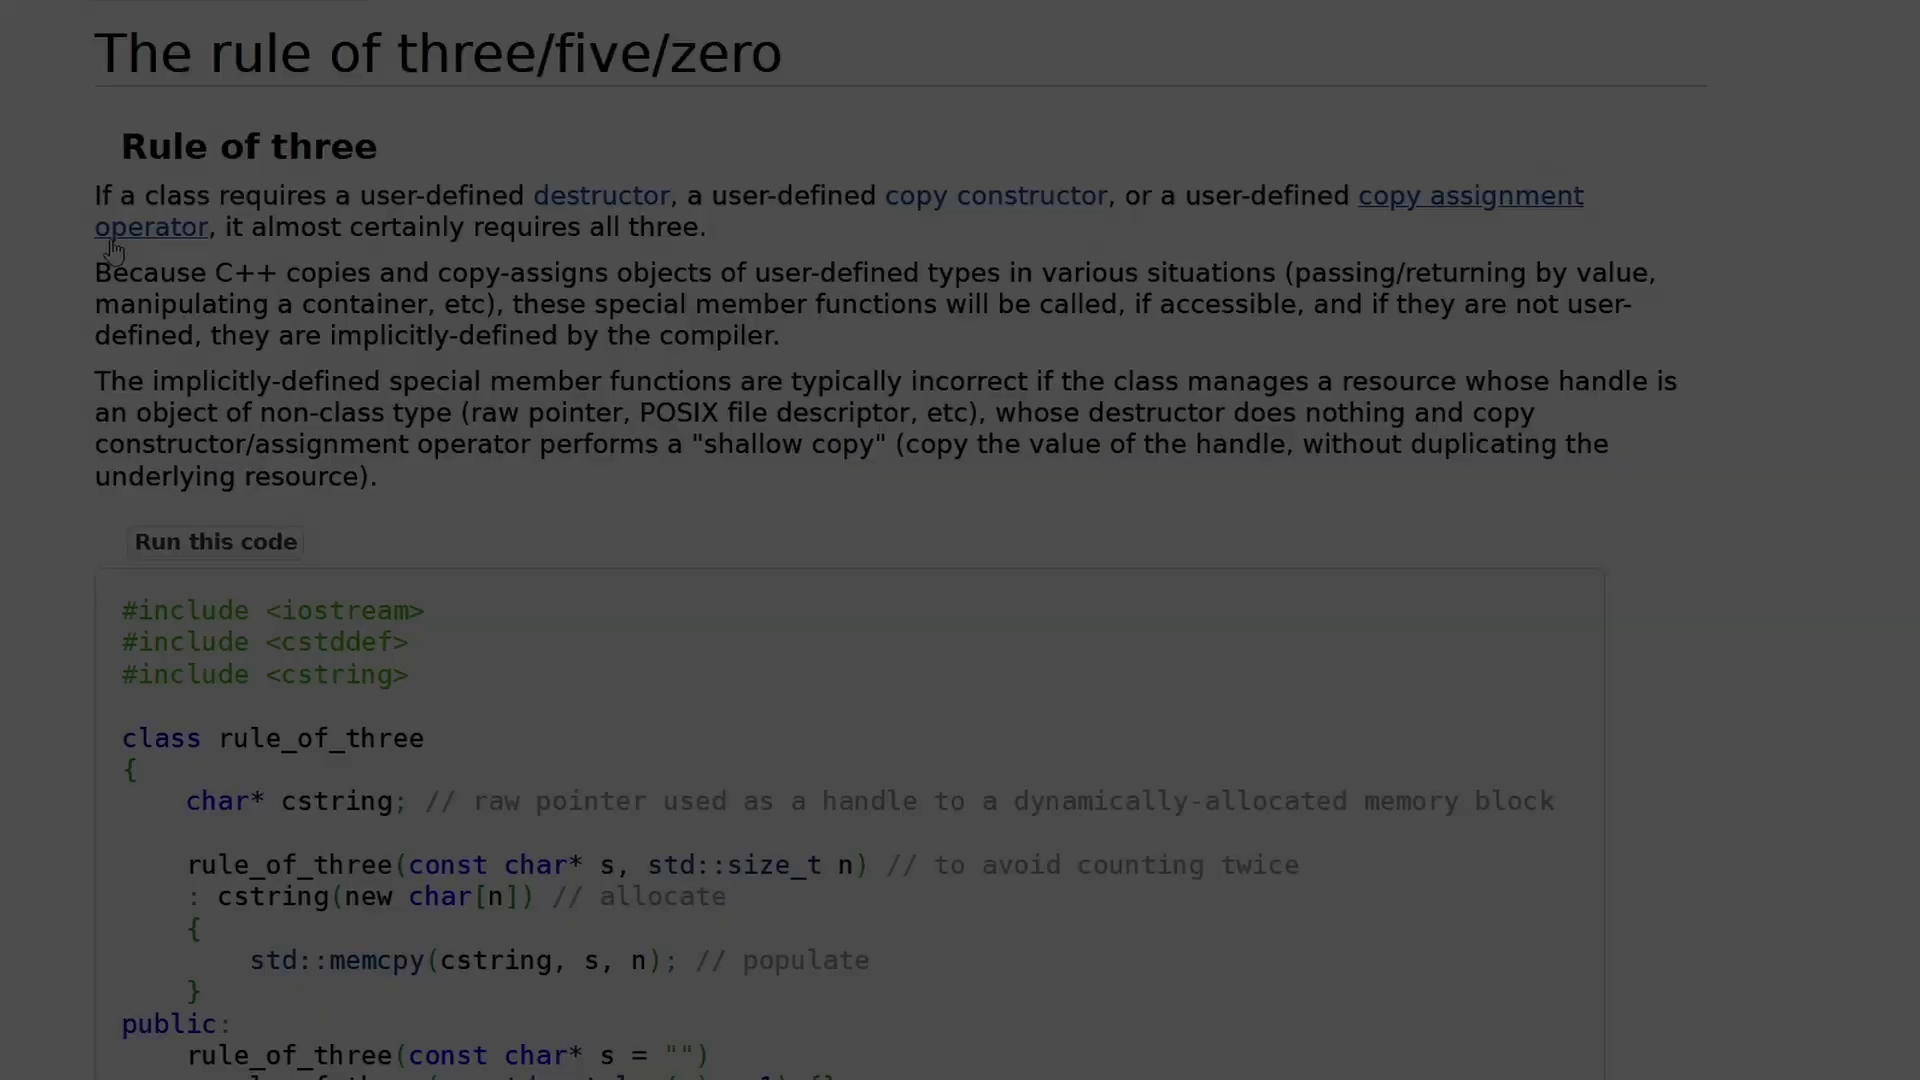 The rule of three/five/zero
Rule of three
If a class requires a user-defined destructor, a user-defined copy constructor, or a user-defined copy assignment
operator, it almost certainly requires all three.
Because C++ copies and copy-assigns objects of user-defined types in various situations (passing/returning by value,
manipulating a container, etc), these special member functions will be called, if accessible, and if they are not user-
defined, they are implicitly-defined by the compiler.
The implicitly-defined special member functions are typically incorrect if the class manages a resource whose handle is
an object of non-class type (raw pointer, POSIX file descriptor, etc), whose destructor does nothing and copy
constructor/assignment operator performs a "shallow copy" (copy the value of the handle, without duplicating the
underlying resource).
Run this code
#include <iostream>
#include <cstddef>
#include <cstring>
class rule_of_three
{
char* cstring; // raw pointer used as a handle to a dynamically-allocated memory block
rule_of_three(const char* s, std::size_t n) // to avoid counting twice
: cstring(new char[n]) // allocate
{
std::memcpy(cstring, s, n); // populate
}
public:
rule_of_three(const char* s = "")